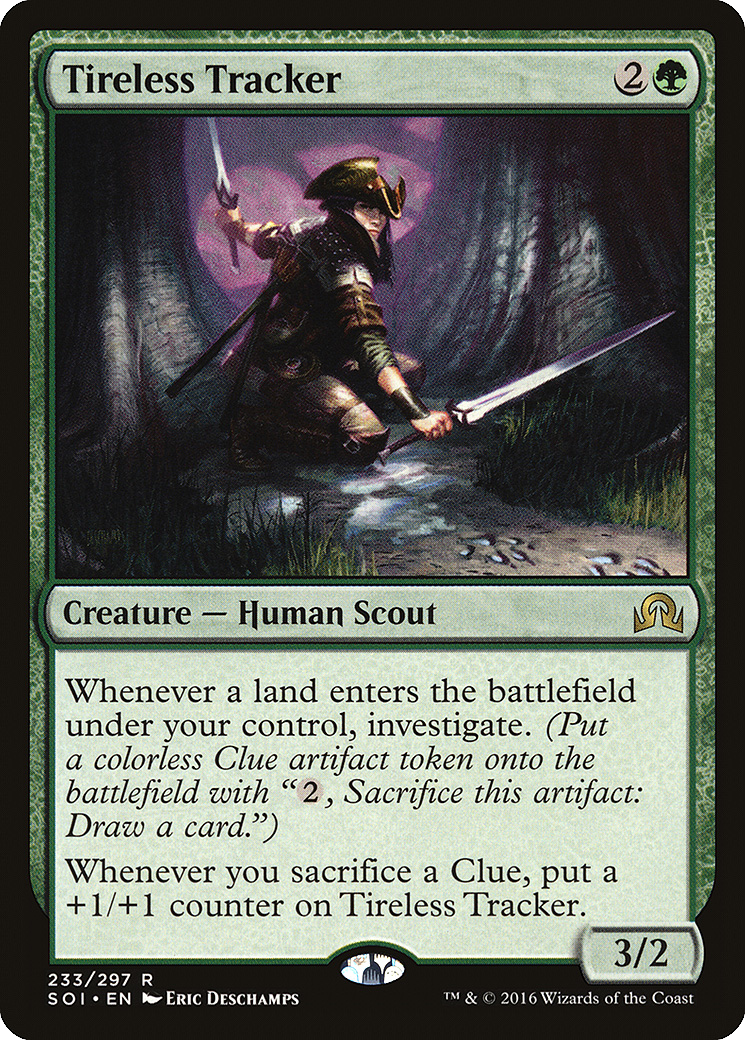 Tireless Tracker 2
Creature — Human Scout
Whenever a land enters the battlefield
under your control, investigate. (Put
a colorless Clue artifact token onto the
battlefield with “2, Sacrifice this artifact:
Draw a card.”)
Whenever you sacrifice a Clue, put a
+1/+1 counter on Tireless Tracker.
3/2
233/297 R
SOI • EN Eric Deschamps
™ & © 2016 Wizards of the Coast